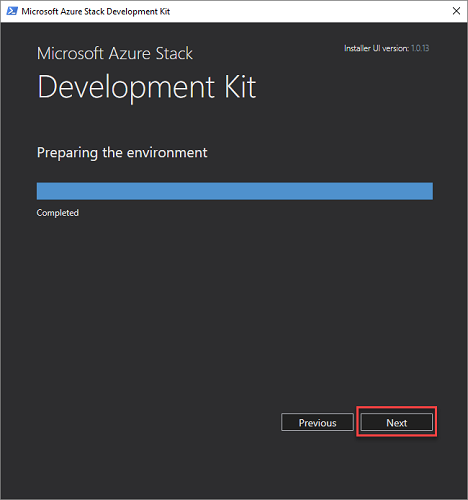 Microsoft Azure Stack Development Kit
Microsoft Azure Stack
Installer UI version: 1.0.13
Development Kit
Preparing the environment
Completed
Previous
Next